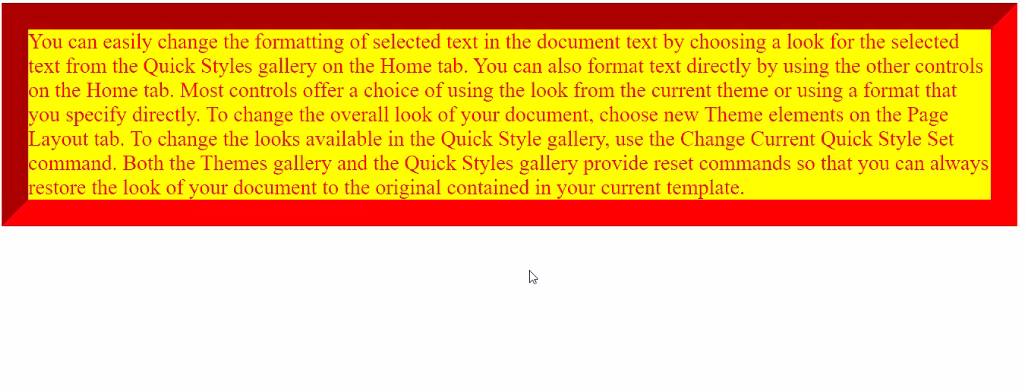 You can easily change the formatting of selected text in the document text by choosing a look for the selected
text from the Quick Styles gallery on the Home tab. You can also format text directly by using the other controls
on the Home tab. Most controls offer a choice of using the look from the current theme or using a format that
you specify directly. To change the overall look of your document, choose new Theme elements on the Page
Layout tab. To change the looks available in the Quick Style gallery, use the Change Current Quick Style Set
command. Both the Themes gallery and the Quick Styles gallery provide reset commands so that you can always
restore the look of your document to the original contained in your current template.